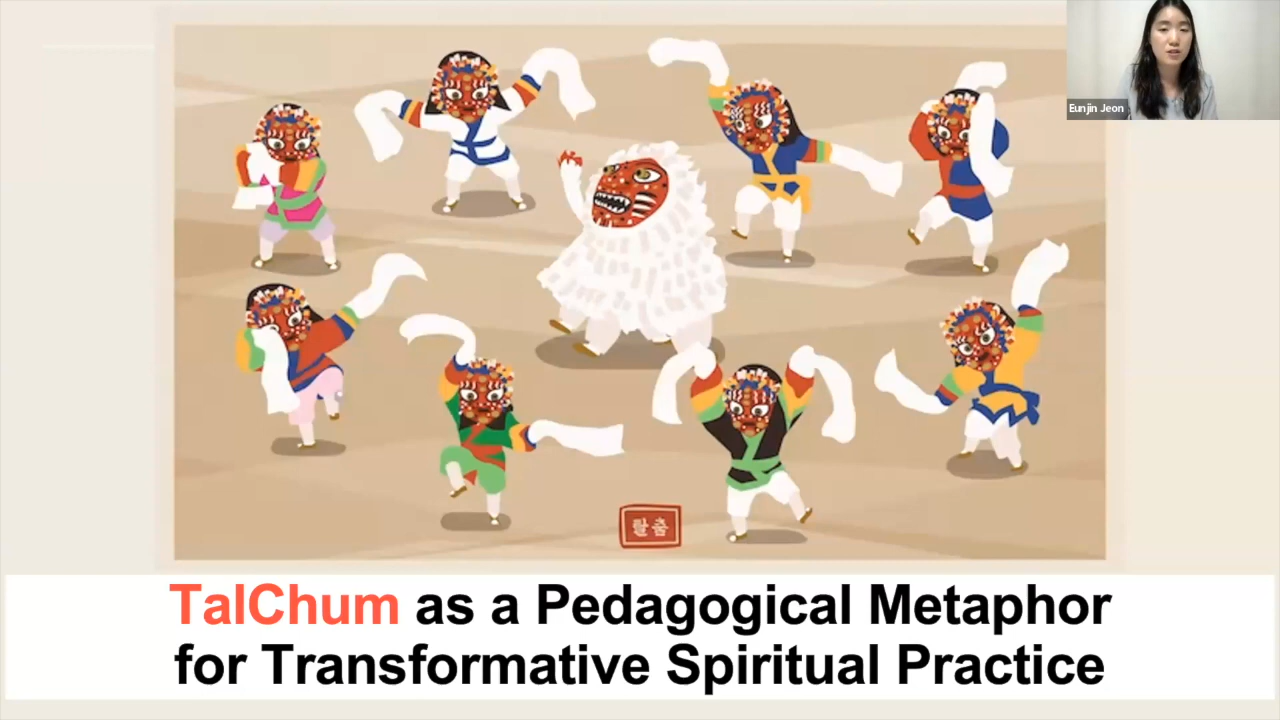 Eunjin Jeon
탈춤
TalChum as a Pedagogical Metaphor
for Transformative Spiritual Practice